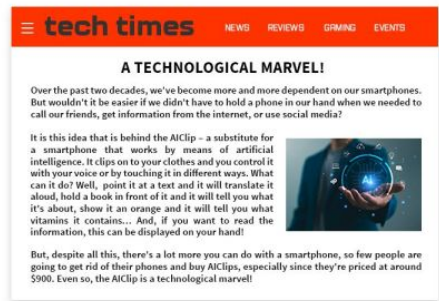 tech times NEWS REVIEWS GAMING EVENTS
A TECHNOLOGICAL MARVEL!
Over the past two decades, we've become more and more dependent on our smartphones.
But wouldn't it be easier if we didn't have to hold a phone in our hand when we needed to
call our friends, get information from the internet, or use social media?
It is this idea that is behind the AIClip – a substitute for
a smartphone that works by means of artificial
intelligence. It clips on to your clothes and you control it
with your voice or by touching it in different ways. What
can it do? Well, point it at a text and it will translate it
aloud, hold a book in front of it and it will tell you what
it's about, show it an orange and it will tell you what
vitamins it contains... And, if you want to read the
information, this can be displayed on your hand!
AI
But, despite all this, there's a lot more you can do with a smartphone, so few people are
going to get rid of their phones and buy AIClips, especially since they're priced at around
$900. Even so, the AIClip is a technological marvel!